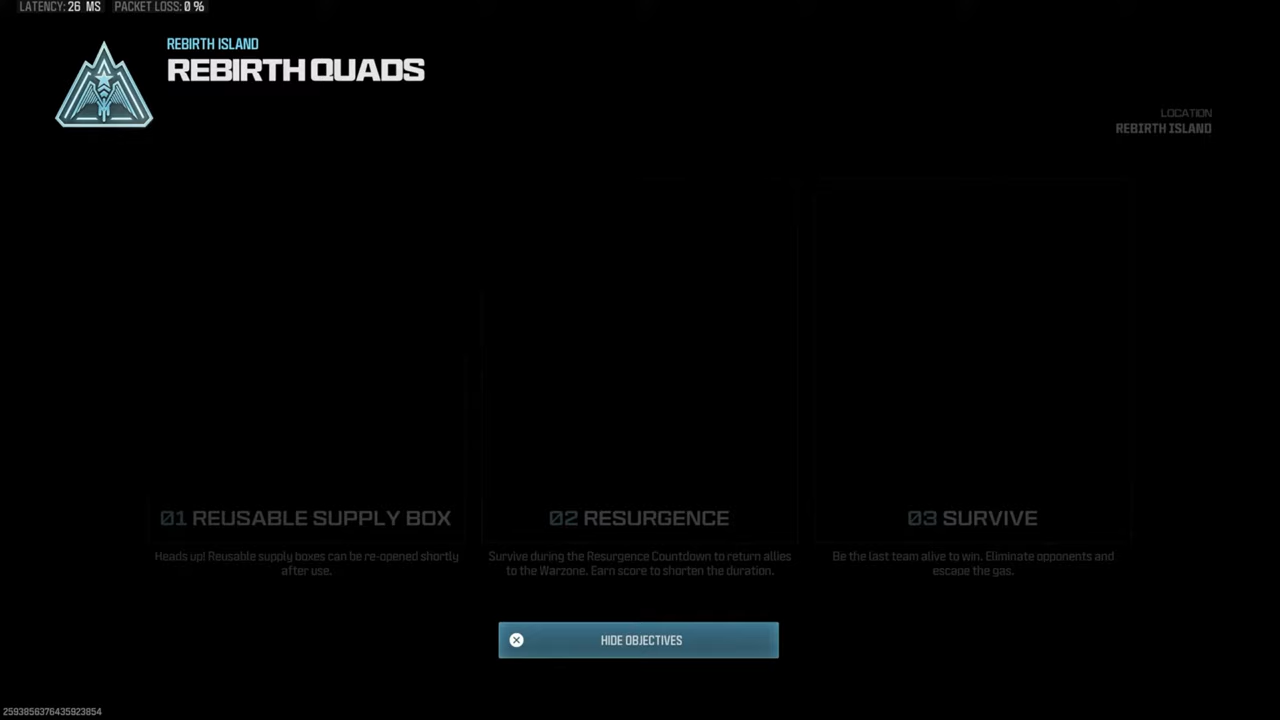 LATENCY: 26 MS PACKET LOSS: 0 %
REBIRTH ISLAND
REBIRTH QUADS
LOCATION
REBIRTH ISLAND
01 REUSABLE SUPPLY BOX
Heads up! Reusable supply boxes can be re-opened shortly
after use.
02 RESURGENCE
Survive during the Resurgence Countdown to return allies
to the Warzone. Earn score to shorten the duration.
03 SURVIVE
Be the last team alive to win. Eliminate opponents and
escape the gas.
HIDE OBJECTIVES
2593856376435923854